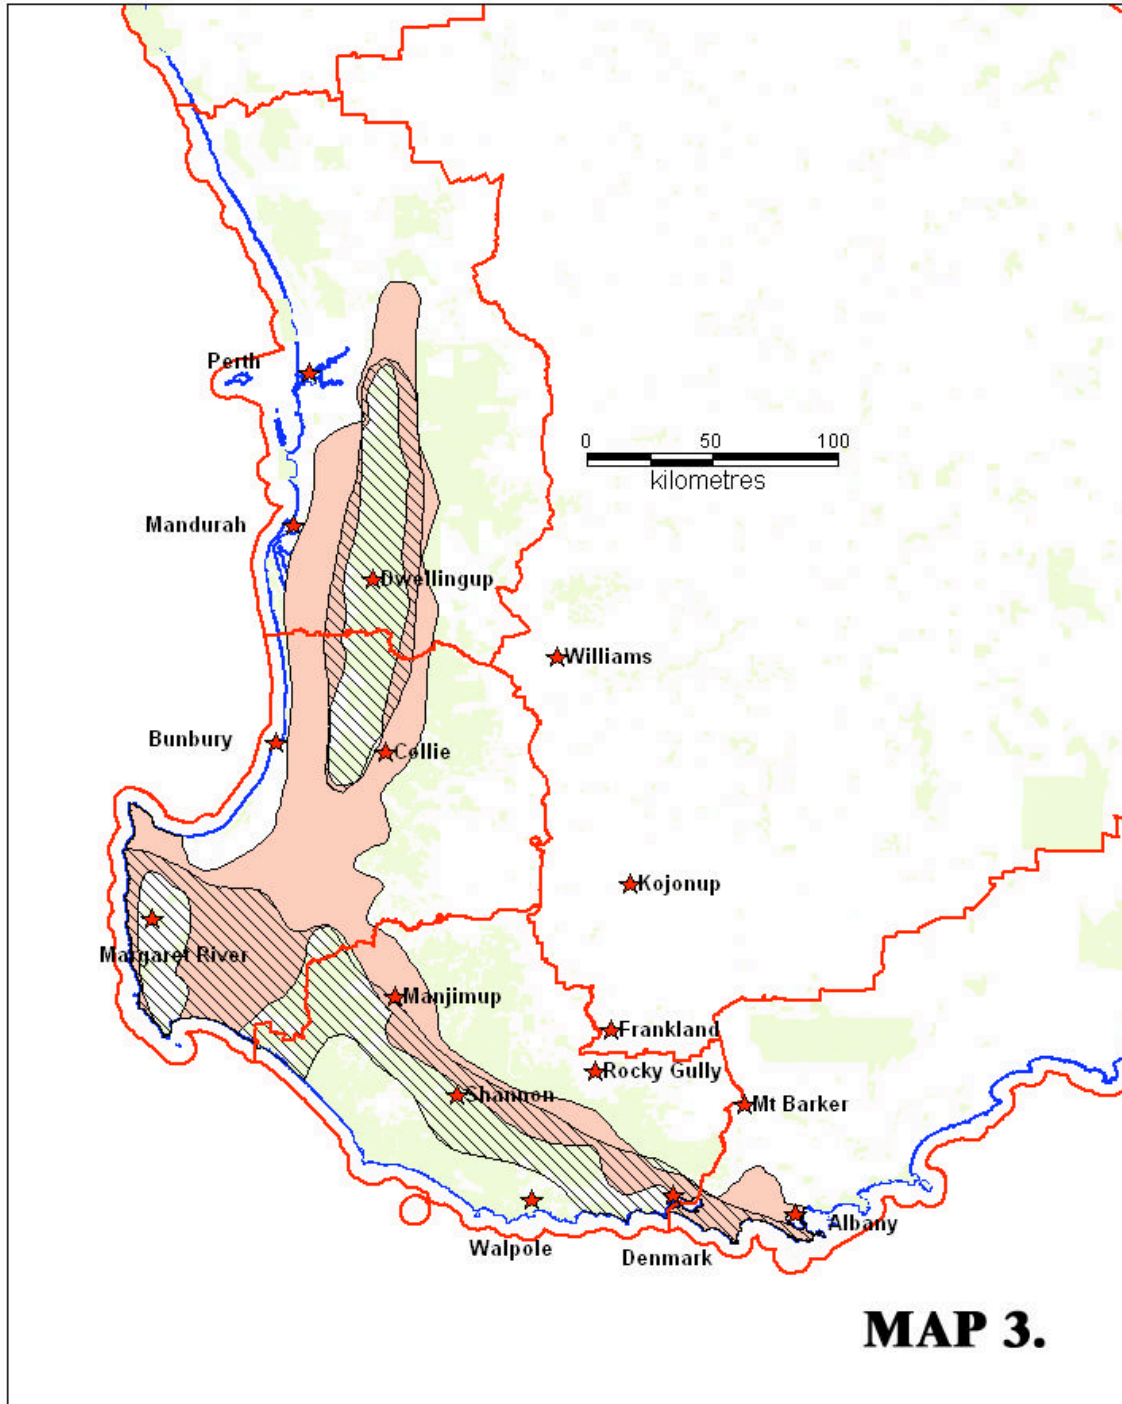 Perth
0 50 100
kilometres
Mandurah
Dwellingup
Williams
Bunbury
Collie
Kojonup
Margaret River
Manjimup
Frankland
Rocky Gully
Shannon
Mt Barker
Albany
Walpole
Denmark
MAP 3.